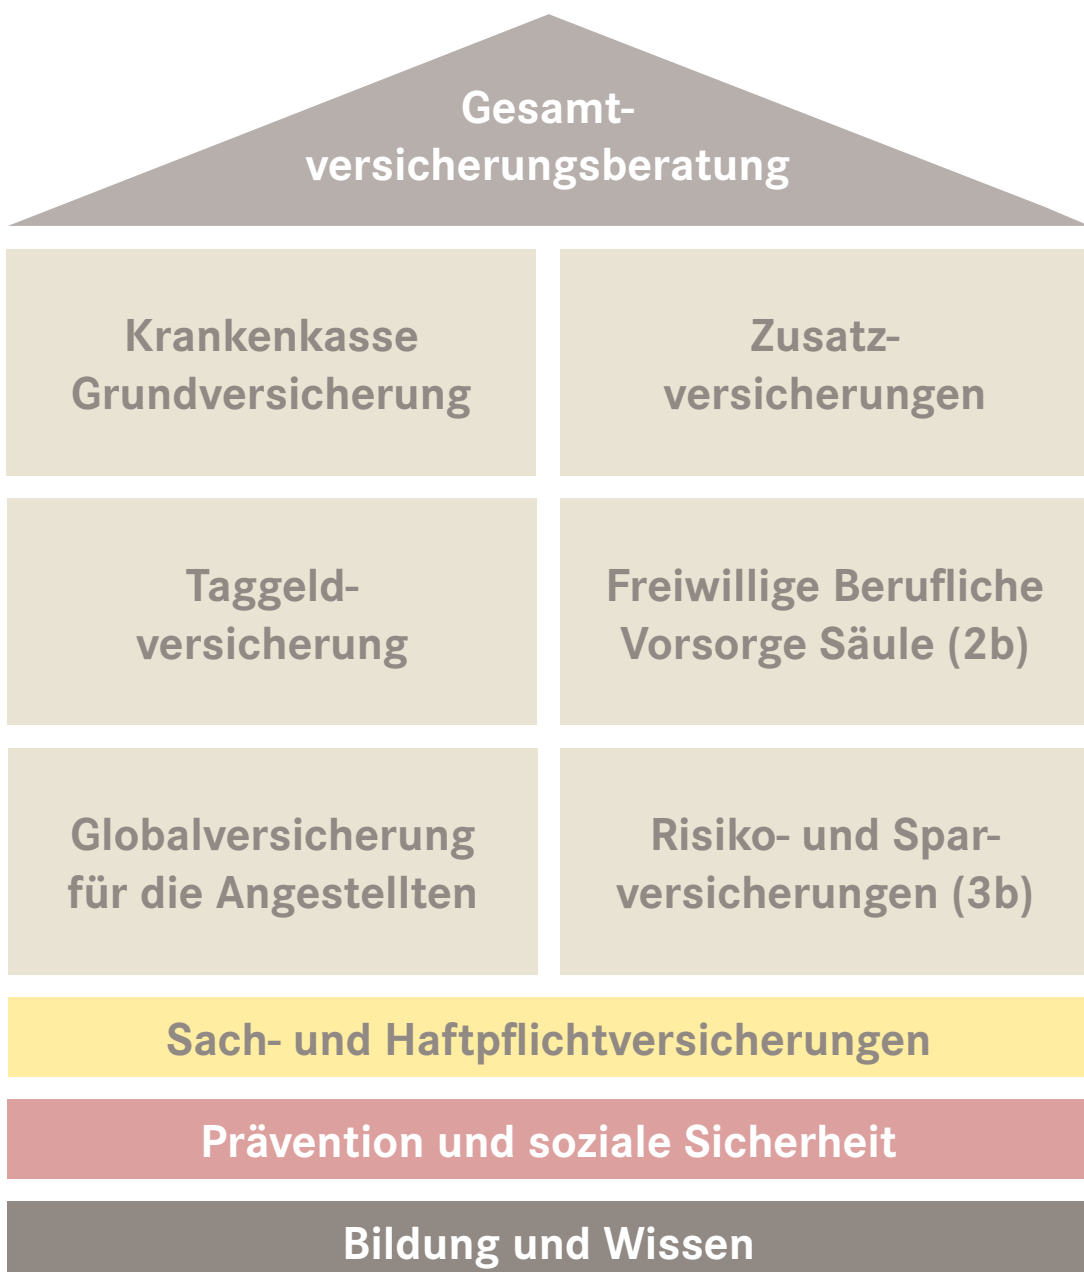 Gesamt-
versicherungsberatung
Krankenkasse
Grundversicherung
Zusatz-
versicherungen
Taggeld-
versicherung
Freiwillige Berufliche
Vorsorge Säule (2b)
Globalversicherung
für die Angestellten
Risiko- und Spar-
versicherungen (3b)
Sach- und Haftpflichtversicherungen
Prävention und soziale Sicherheit
Bildung und Wissen